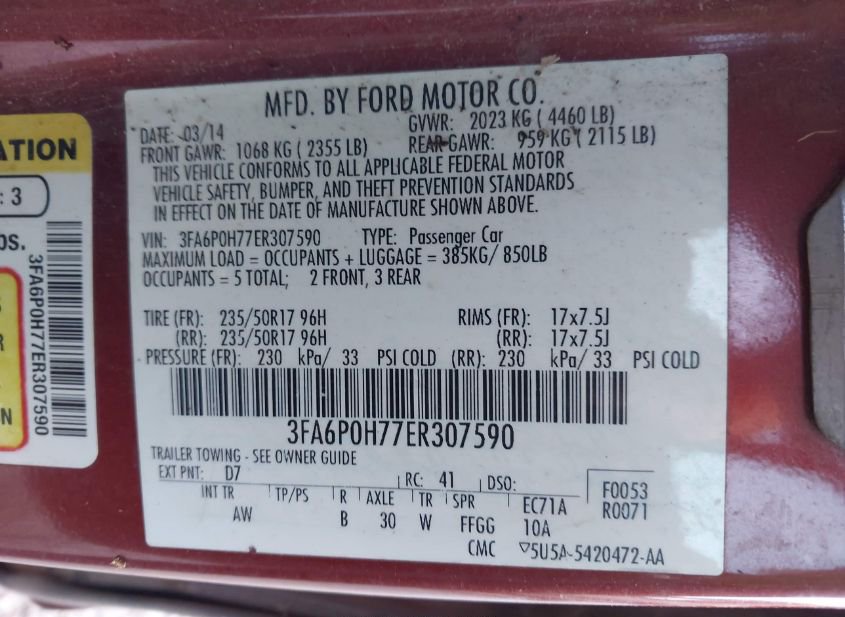 ATION
: 3
os.
3FA6P0H77ER307590
S
R
N
MFD. BY FORD MOTOR CO.
DATE: 03/14 GVWR: 2023 KG ( 4460 LB)
FRONT GAWR: 1068 KG ( 2355 LB) REAR GAWR: 959 KG ( 2115 LB)
THIS VEHICLE CONFORMS TO ALL APPLICABLE FEDERAL MOTOR
VEHICLE SAFETY, BUMPER, AND THEFT PREVENTION STANDARDS
IN EFFECT ON THE DATE OF MANUFACTURE SHOWN ABOVE.
VIN: 3FA6P0H77ER307590 TYPE: Passenger Car
MAXIMUM LOAD = OCCUPANTS + LUGGAGE = 385KG/ 850LB
OCCUPANTS = 5 TOTAL; 2 FRONT, 3 REAR
TIRE (FR): 235/50R17 96H RIMS (FR): 17x7.5J
(RR): 235/50R17 96H (RR): 17x7.5J
PRESSURE (FR): 230 kPa/ 33 PSI COLD (RR): 230 kPa/ 33 PSI COLD
3FA6P0H77ER307590
TRAILER TOWING - SEE OWNER GUIDE
EXT PNT: D7 RC: 41 DSO: F0053
INT TR TP/PS R AXLE TR SPR EC71A R0071
AW B 30 W FFGG 10A
CMC ▽5U5A-5420472-AA